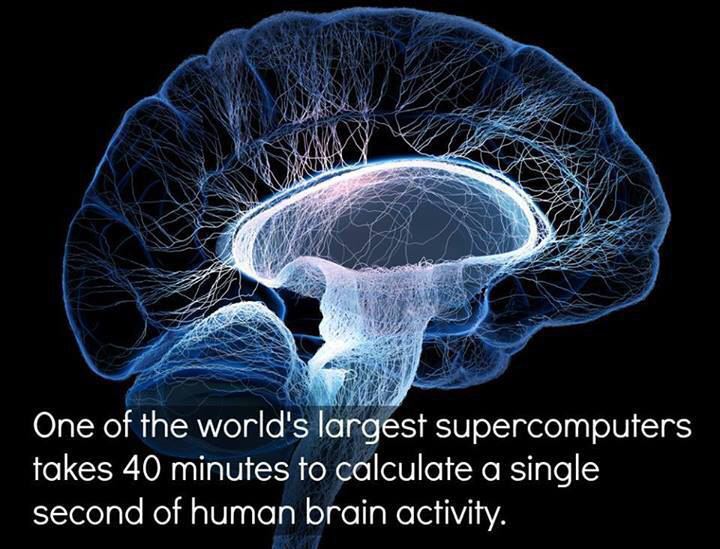 One of the world's largest supercomputers
takes 40 minutes to calculate a single
second of human brain activity.